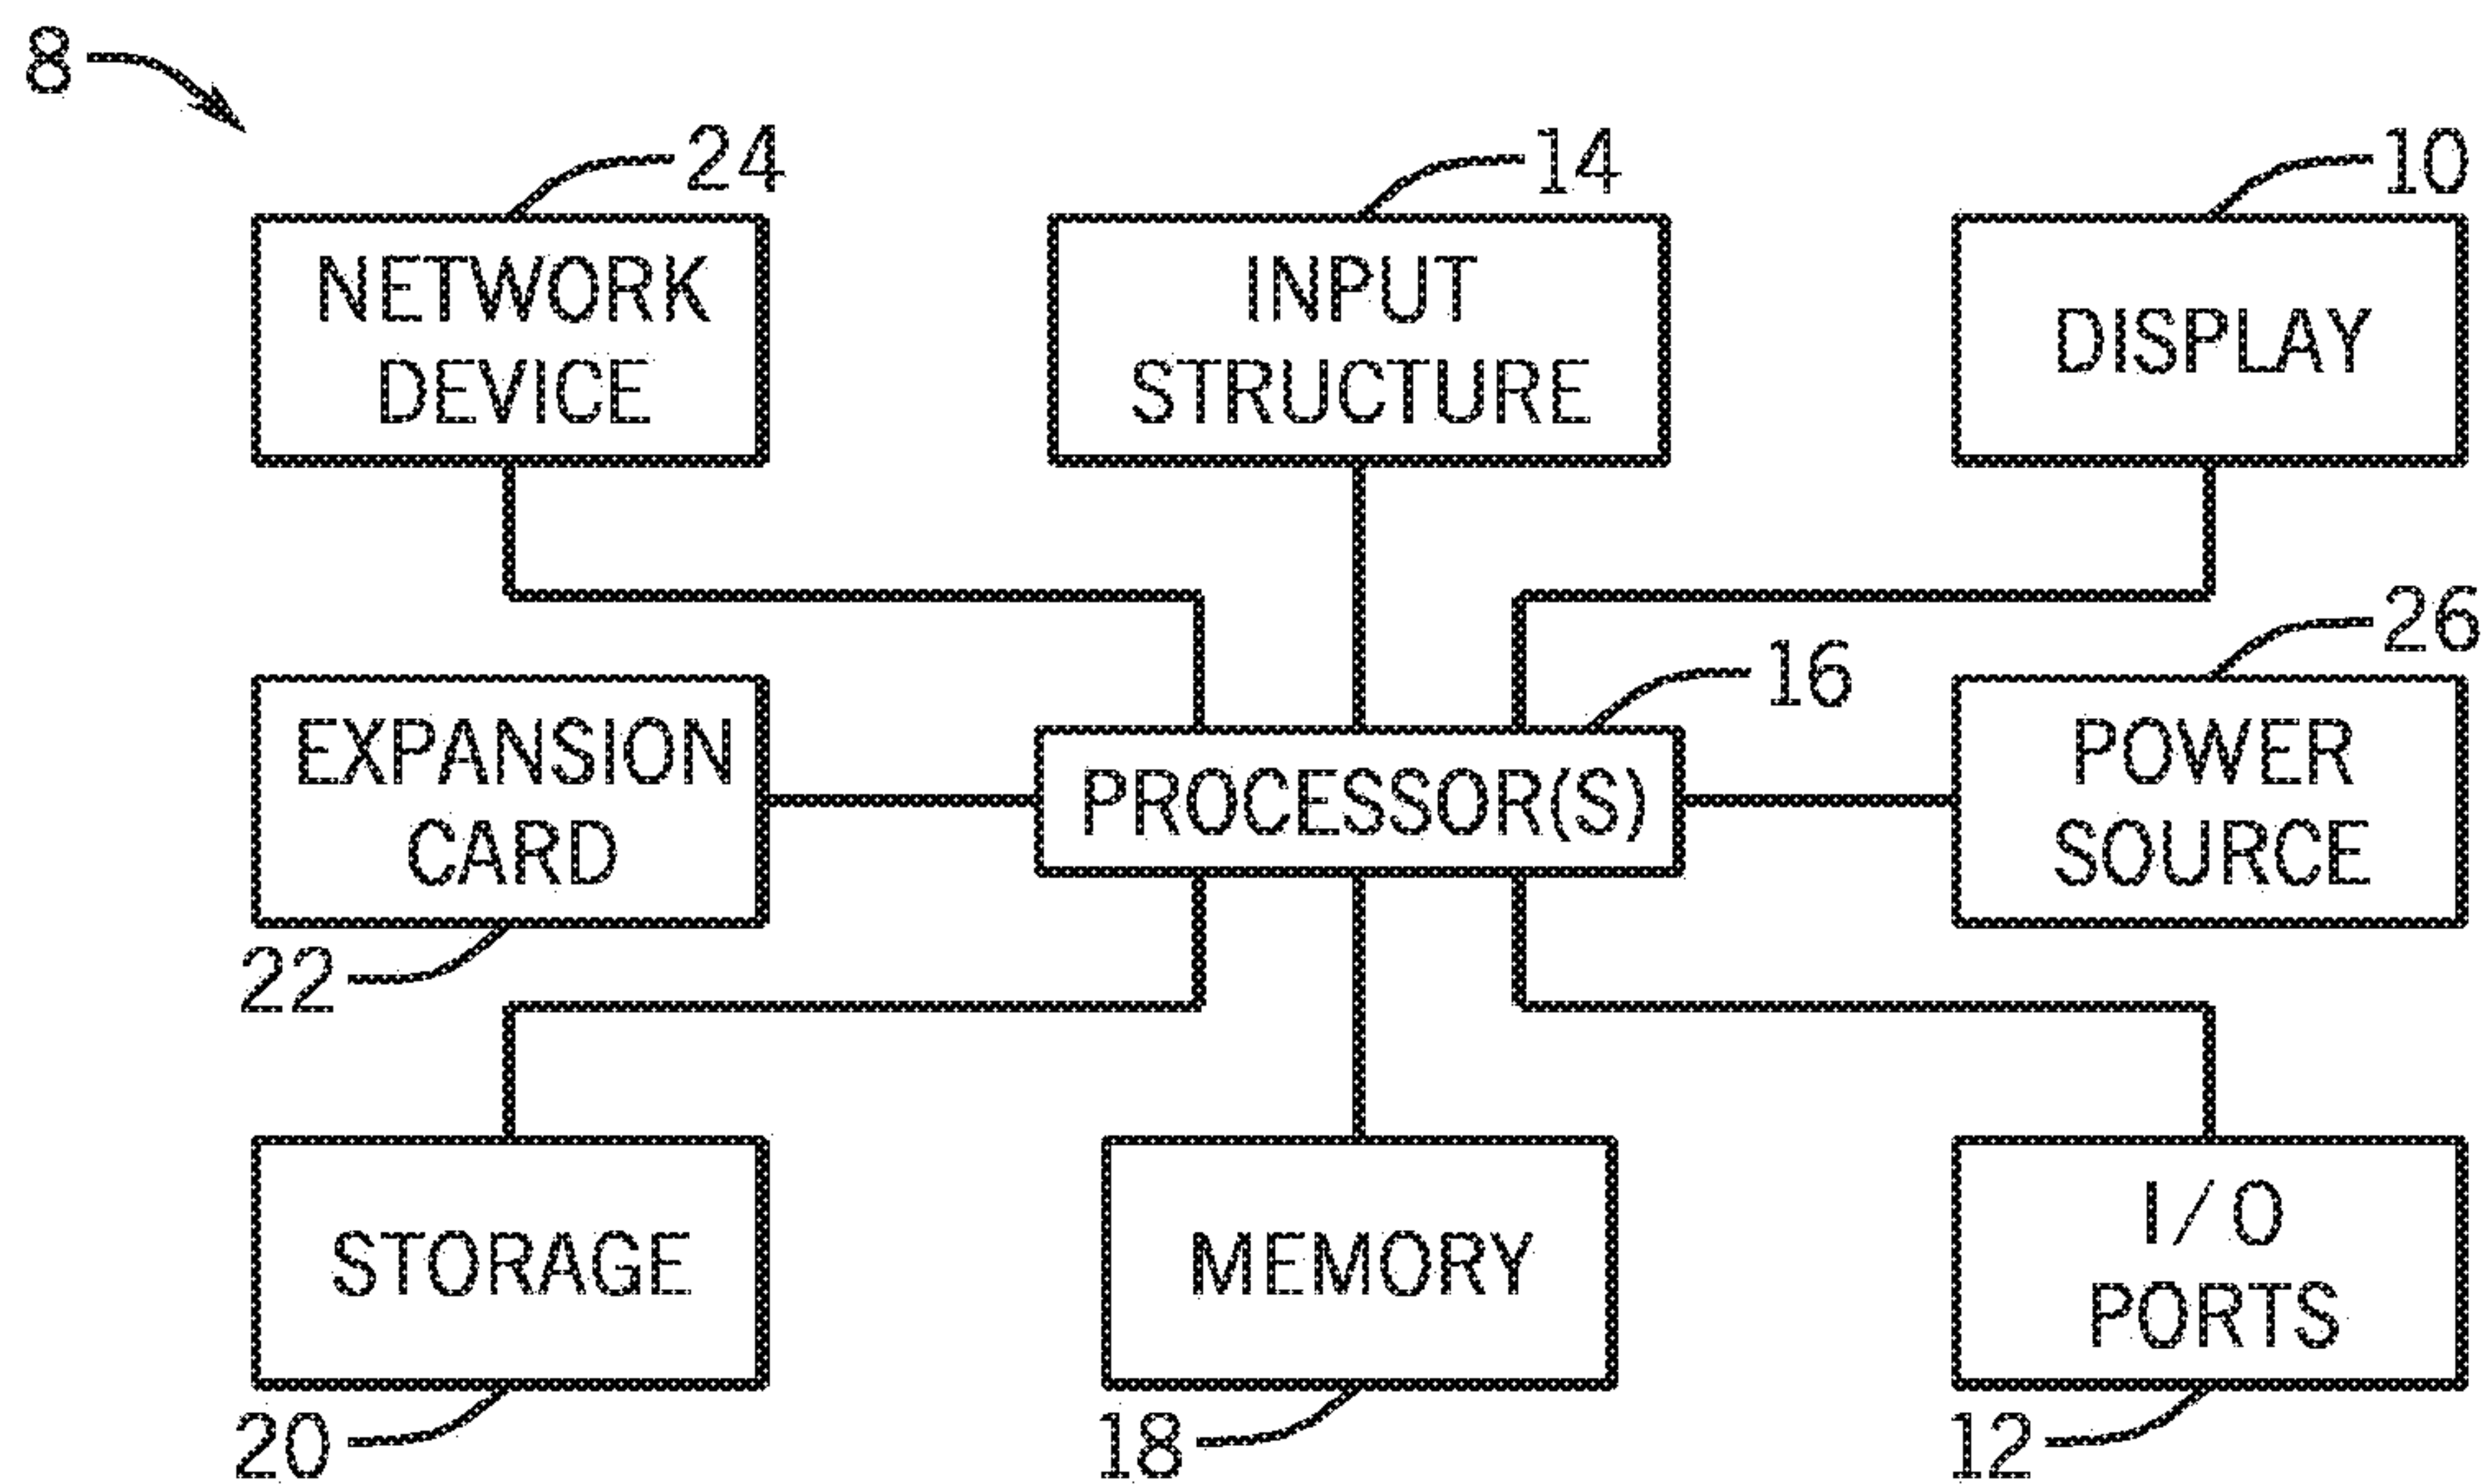 8
24
14
10
NETWORK
DEVICE
INPUT
STRUCTURE
DISPLAY
26
16
EXPANSION
CARD
PROCESSOR(S)
POWER
SOURCE
22
STORAGE
MEMORY
I/O
PORTS
20
18
12